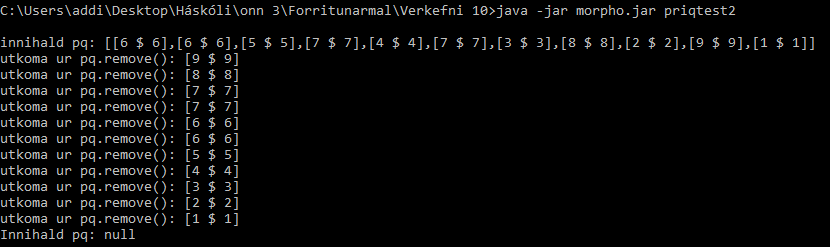 C:\Users\addi\Desktop\Háskóli\onn 3\Forritunarmal\Verkefni 10>java -jar morpho.jar priqtest2
innihald pq: [[6 $ 6],[6 $ 6],[5 $ 5],[7 $ 7],[4 $ 4],[7 $ 7],[3 $ 3],[8 $ 8],[2 $ 2],[9 $ 9],[1 $ 1]]
utkoma ur pq.remove(): [9 $ 9]
utkoma ur pq.remove(): [8 $ 8]
utkoma ur pq.remove(): [7 $ 7]
utkoma ur pq.remove(): [7 $ 7]
utkoma ur pq.remove(): [6 $ 6]
utkoma ur pq.remove(): [6 $ 6]
utkoma ur pq.remove(): [5 $ 5]
utkoma ur pq.remove(): [4 $ 4]
utkoma ur pq.remove(): [3 $ 3]
utkoma ur pq.remove(): [2 $ 2]
utkoma ur pq.remove(): [1 $ 1]
Innihald pq: null